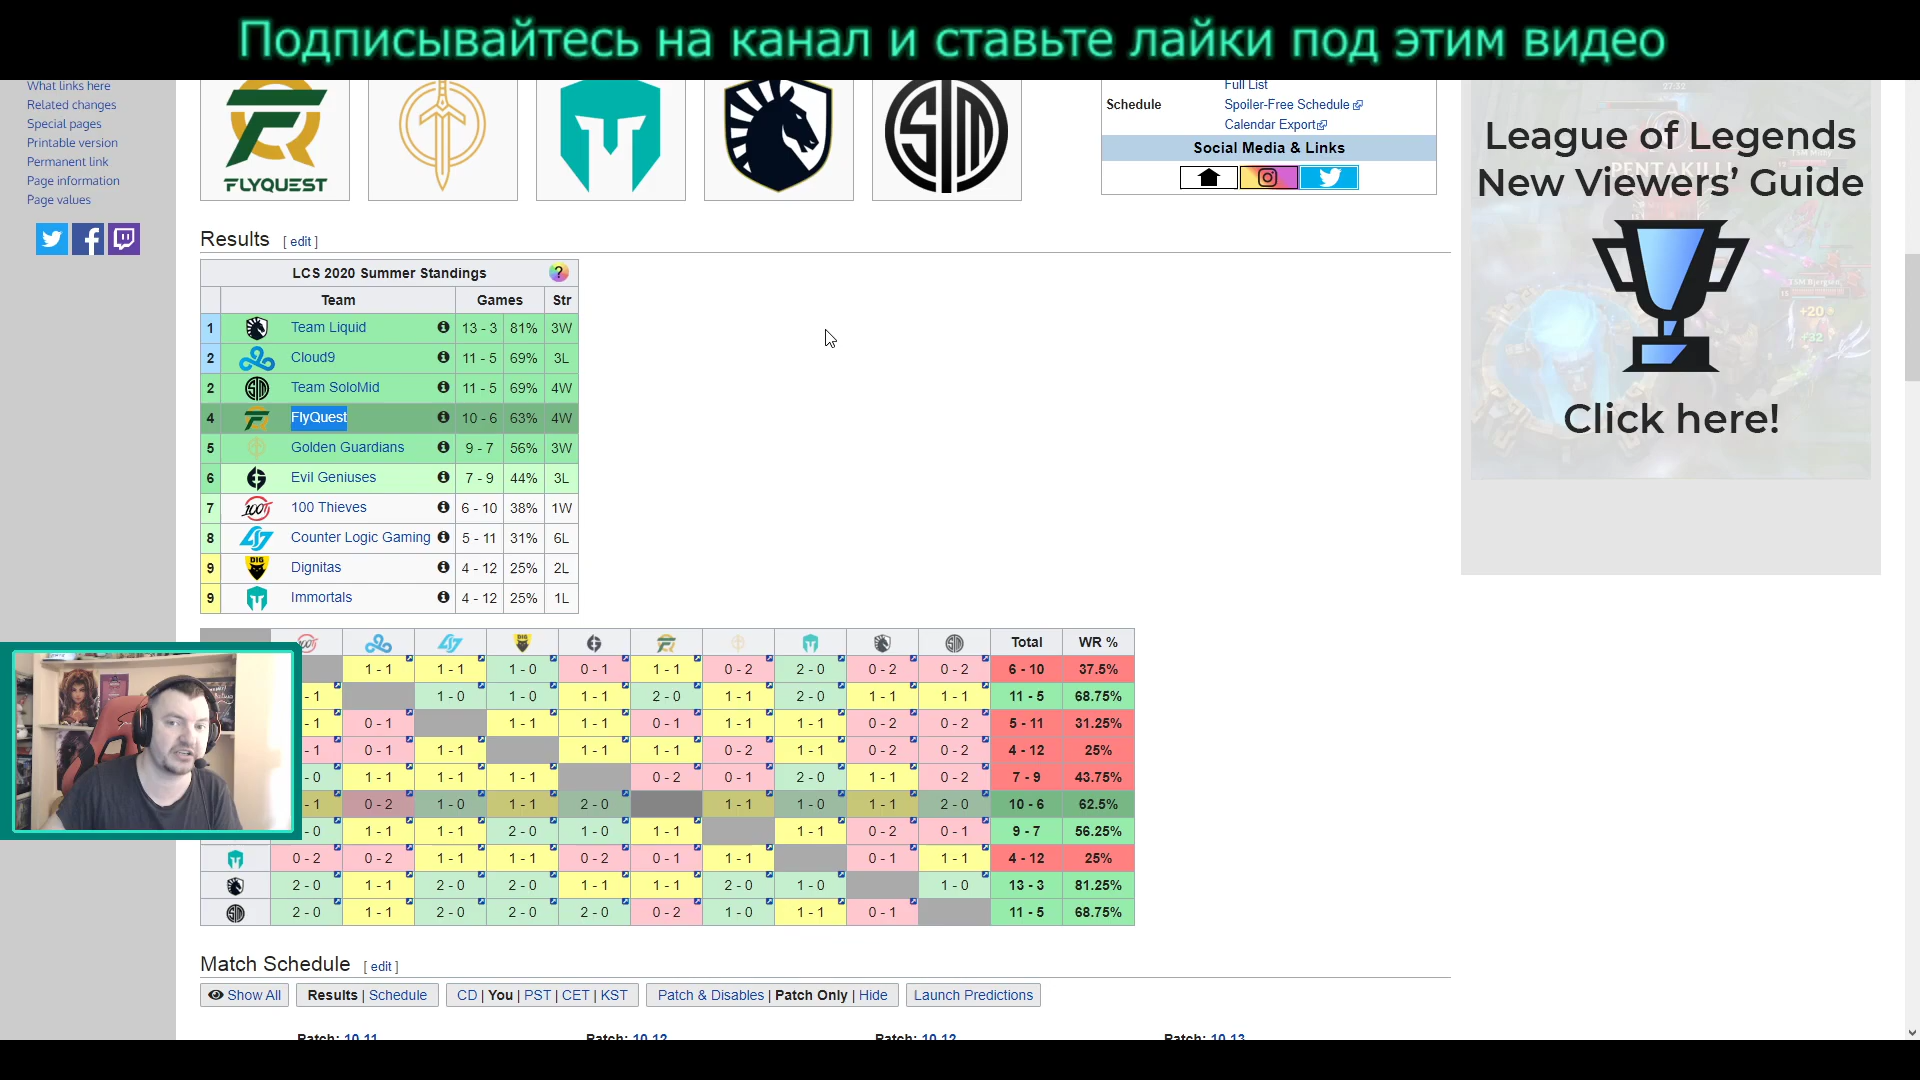 Подписывайтесь на канал и ставьте лайки под этим видео
What links here
Related changes
Special pages
Printable version
Permanent link
Page information
Page values
FLYQUEST
Full List
Schedule
Spoiler-Free Schedule
Calendar Export
Social Media & Links
League of Legends
New Viewers’ Guide
Click here!
Results [ edit ]
LCS 2020 Summer Standings ?
Team Games Str
1 Team Liquid 13 - 3 81% 3W
2 Cloud9 11 - 5 69% 3L
2 Team SoloMid 11 - 5 69% 4W
4 FlyQuest 10 - 6 63% 4W
5 Golden Guardians 9 - 7 56% 3W
6 Evil Geniuses 7 - 9 44% 3L
7 100 Thieves 6 - 10 38% 1W
8 Counter Logic Gaming 5 - 11 31% 6L
9 Dignitas 4 - 12 25% 2L
9 Immortals 4 - 12 25% 1L
Total WR %
1 - 1 1 - 1 1 - 0 0 - 1 1 - 1 0 - 2 2 - 0 0 - 2 0 - 2 6 - 10 37.5%
- 1 1 - 0 1 - 0 1 - 1 2 - 0 1 - 1 2 - 0 1 - 1 1 - 1 11 - 5 68.75%
- 1 0 - 1 1 - 1 1 - 1 0 - 1 1 - 1 1 - 1 0 - 2 0 - 2 5 - 11 31.25%
- 1 0 - 1 1 - 1 1 - 1 1 - 1 0 - 2 1 - 1 0 - 2 0 - 2 4 - 12 25%
- 0 1 - 1 1 - 1 1 - 1 0 - 2 0 - 1 2 - 0 1 - 1 0 - 2 7 - 9 43.75%
- 1 0 - 2 1 - 0 1 - 1 2 - 0 1 - 1 1 - 0 1 - 1 2 - 0 10 - 6 62.5%
- 0 1 - 1 1 - 1 2 - 0 1 - 0 1 - 1 1 - 1 0 - 2 0 - 1 9 - 7 56.25%
0 - 2 0 - 2 1 - 1 1 - 1 0 - 2 0 - 1 1 - 1 0 - 1 1 - 1 4 - 12 25%
2 - 0 1 - 1 2 - 0 2 - 0 1 - 1 1 - 1 2 - 0 1 - 0 1 - 0 13 - 3 81.25%
2 - 0 1 - 1 2 - 0 2 - 0 2 - 0 0 - 2 1 - 0 1 - 1 0 - 1 11 - 5 68.75%
Match Schedule [ edit ]
Show All Results | Schedule CD | You | PST | CET | KST Patch & Disables | Patch Only | Hide Launch Predictions
Patch: 10.11 Patch: 10.12 Patch: 10.12 Patch: 10.13